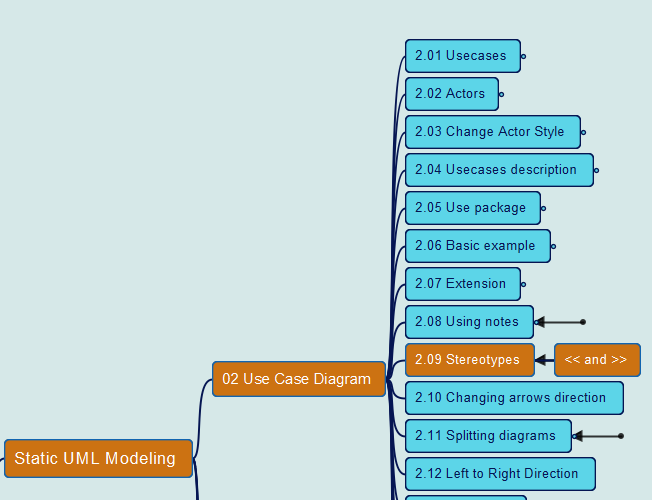 2.01 Usecases
2.02 Actors
2.03 Change Actor Style
2.04 Usecases description
2.05 Use package
2.06 Basic example
2.07 Extension
2.08 Using notes
2.09 Stereotypes << and >>
02 Use Case Diagram
2.10 Changing arrows direction
2.11 Splitting diagrams
Static UML Modeling
2.12 Left to Right Direction